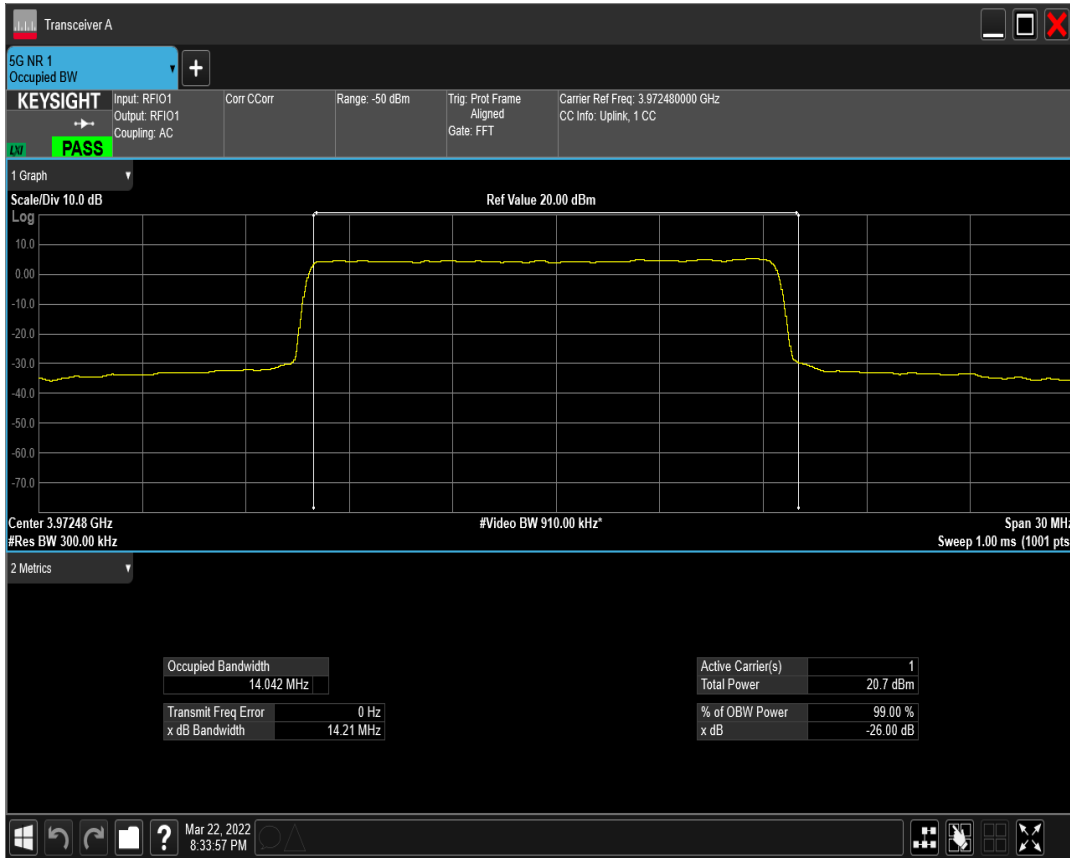 Transceiver A
5G NR 1
Occupied BW
KEYSIGHT
LXI
PASS
Input: RFIO1
Output: RFIO1
Coupling: AC
Corr CCorr
Range: -50 dBm
Trig: Prot Frame
Aligned
Gate: FFT
Carrier Ref Freq: 3.972480000 GHz
CC Info: Uplink, 1 CC
1 Graph
Scale/Div 10.0 dB
Ref Value 20.00 dBm
Log
10.0
0.00
-10.0
-20.0
-30.0
-40.0
-50.0
-60.0
-70.0
Center 3.97248 GHz
#Video BW 910.00 kHz*
Span 30 MHz
#Res BW 300.00 kHz
Sweep 1.00 ms (1001 pts
2 Metrics
Occupied Bandwidth
14.042 MHz
Transmit Freq Error 0 Hz
x dB Bandwidth 14.21 MHz
Active Carrier(s) 1
Total Power 20.7 dBm
% of OBW Power 99.00 %
x dB -26.00 dB
?
Mar 22, 2022
8:33:57 PM